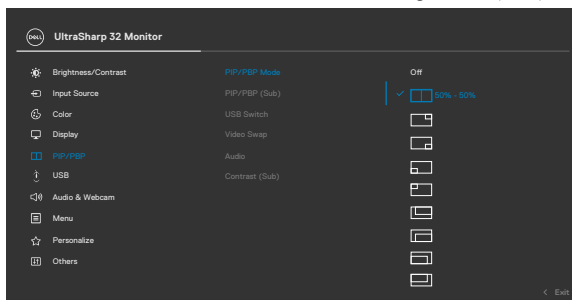 DELL UltraSharp 32 Monitor
Brightness/Contrast PIP/PBP Mode Off
Input Source PIP/PBP (Sub) 50% - 50%
Color USB Switch
Display Video Swap
PIP/PBP Audio
USB Contrast (Sub)
Audio & Webcam
Menu
Personalize
Others
Exit